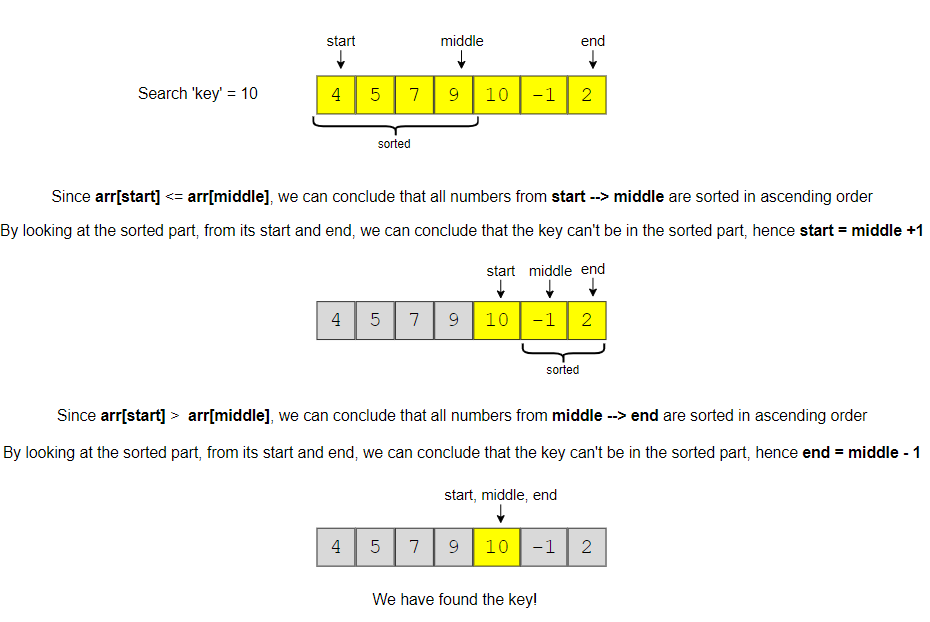 start middle end
Search 'key' = 10
4 5 7 9 10 -1 2
sorted
Since arr[start] <= arr[middle], we can conclude that all numbers from start --> middle are sorted in ascending order
By looking at the sorted part, from its start and end, we can conclude that the key can't be in the sorted part, hence start = middle +1
start middle end
4 5 7 9 10 -1 2
sorted
Since arr[start] > arr[middle], we can conclude that all numbers from middle --> end are sorted in ascending order
By looking at the sorted part, from its start and end, we can conclude that the key can't be in the sorted part, hence end = middle - 1
start, middle, end
4 5 7 9 10 -1 2
We have found the key!